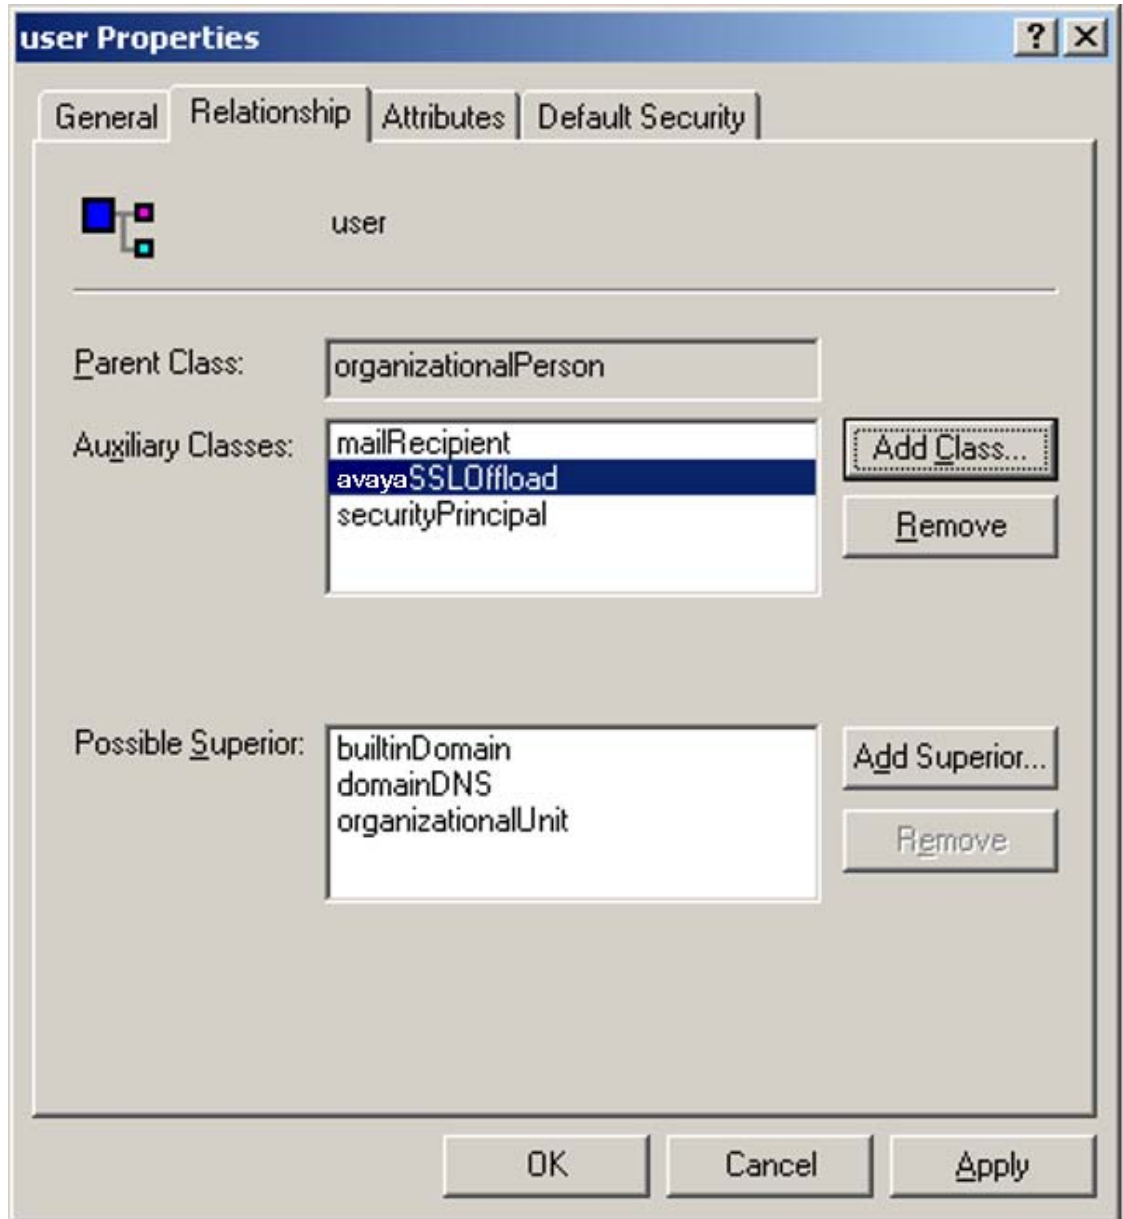 user Properties
?
General Relationship Attributes Default Security
user
Parent Class: organizationalPerson
Auxiliary Classes: mailRecipient Add Class...
avayaSSLOffload
securityPrincipal Remove
Possible Superior: builtinDomain Add Superior...
domainDNS
organizationalUnit Remove
OK Cancel Apply